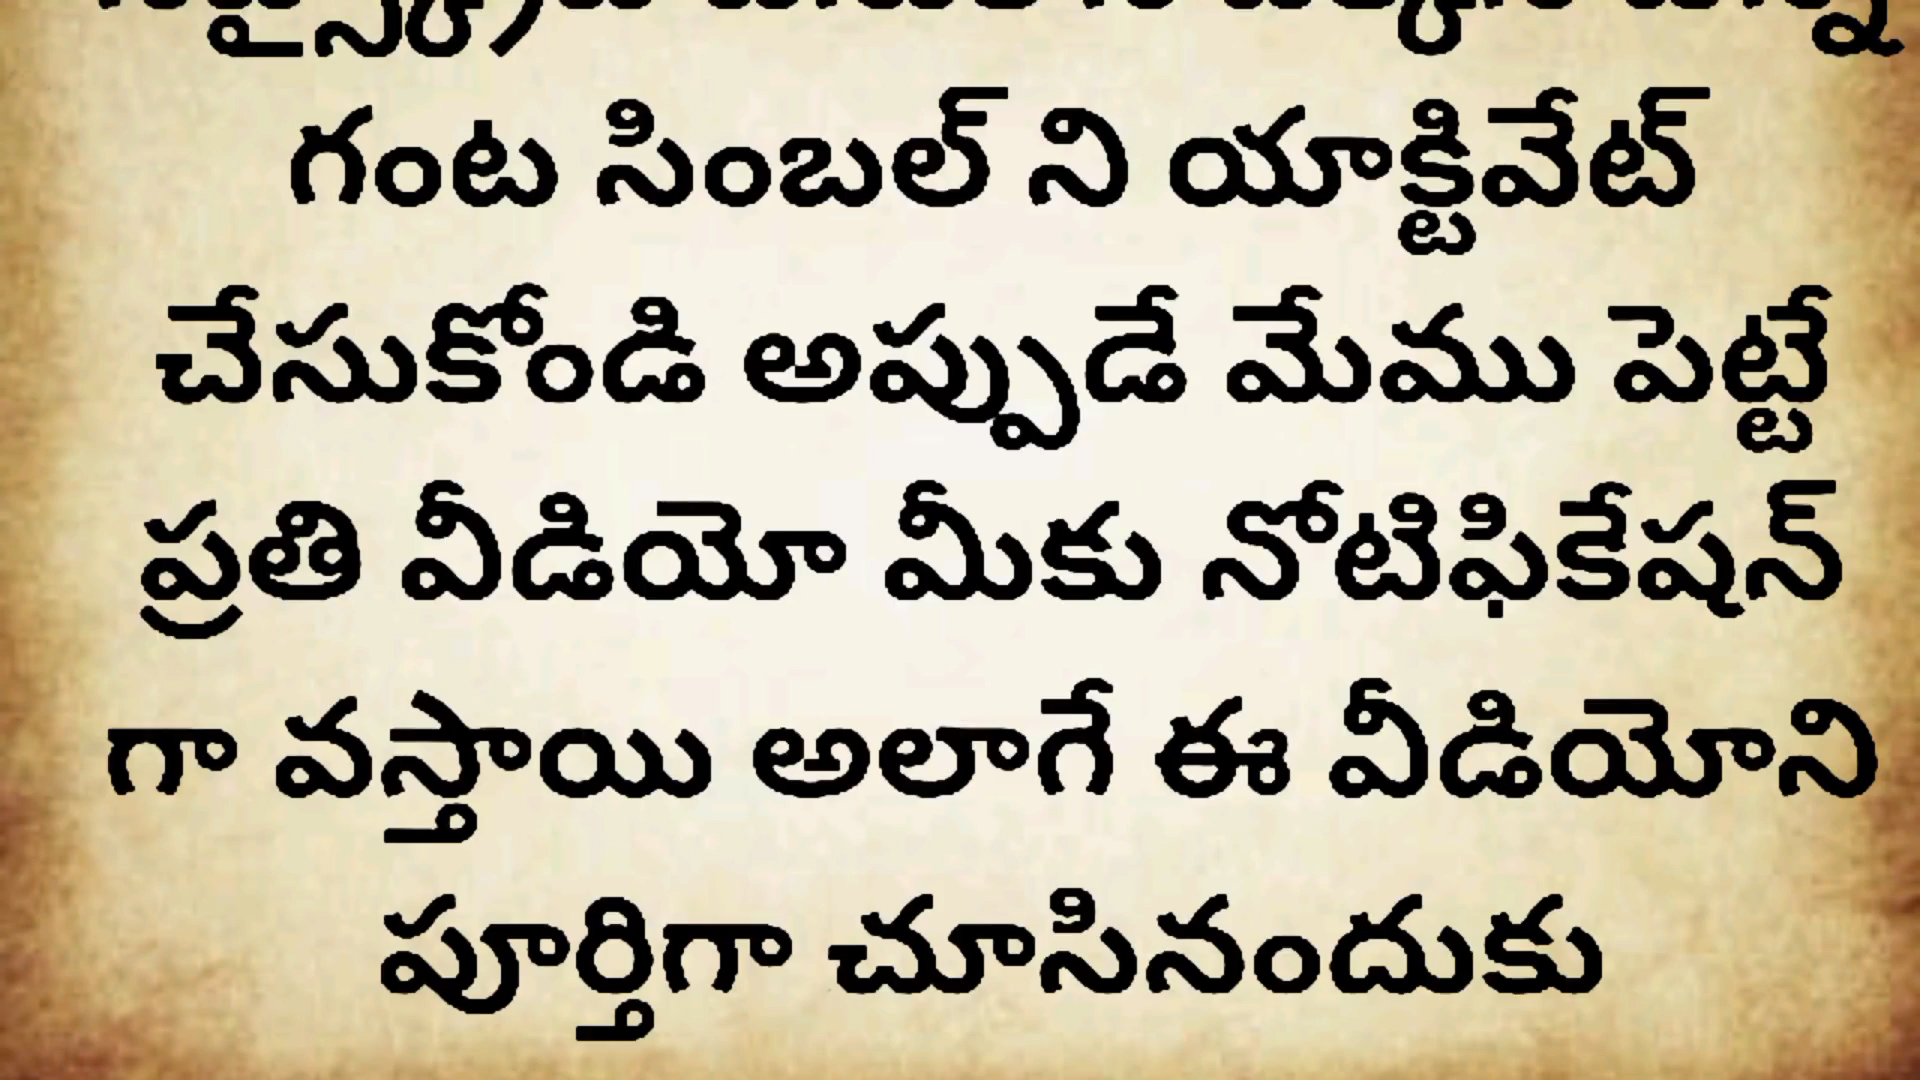 గంట సింబల్ ని యాక్టివేట్
చేసుకోండి అప్పుడే మేము పెట్టే
ప్రతి వీడియో మీకు నోటిఫికేషన్
గా వస్తాయి అలాగే ఈ వీడియోని
పూర్తిగా చూసినందుకు